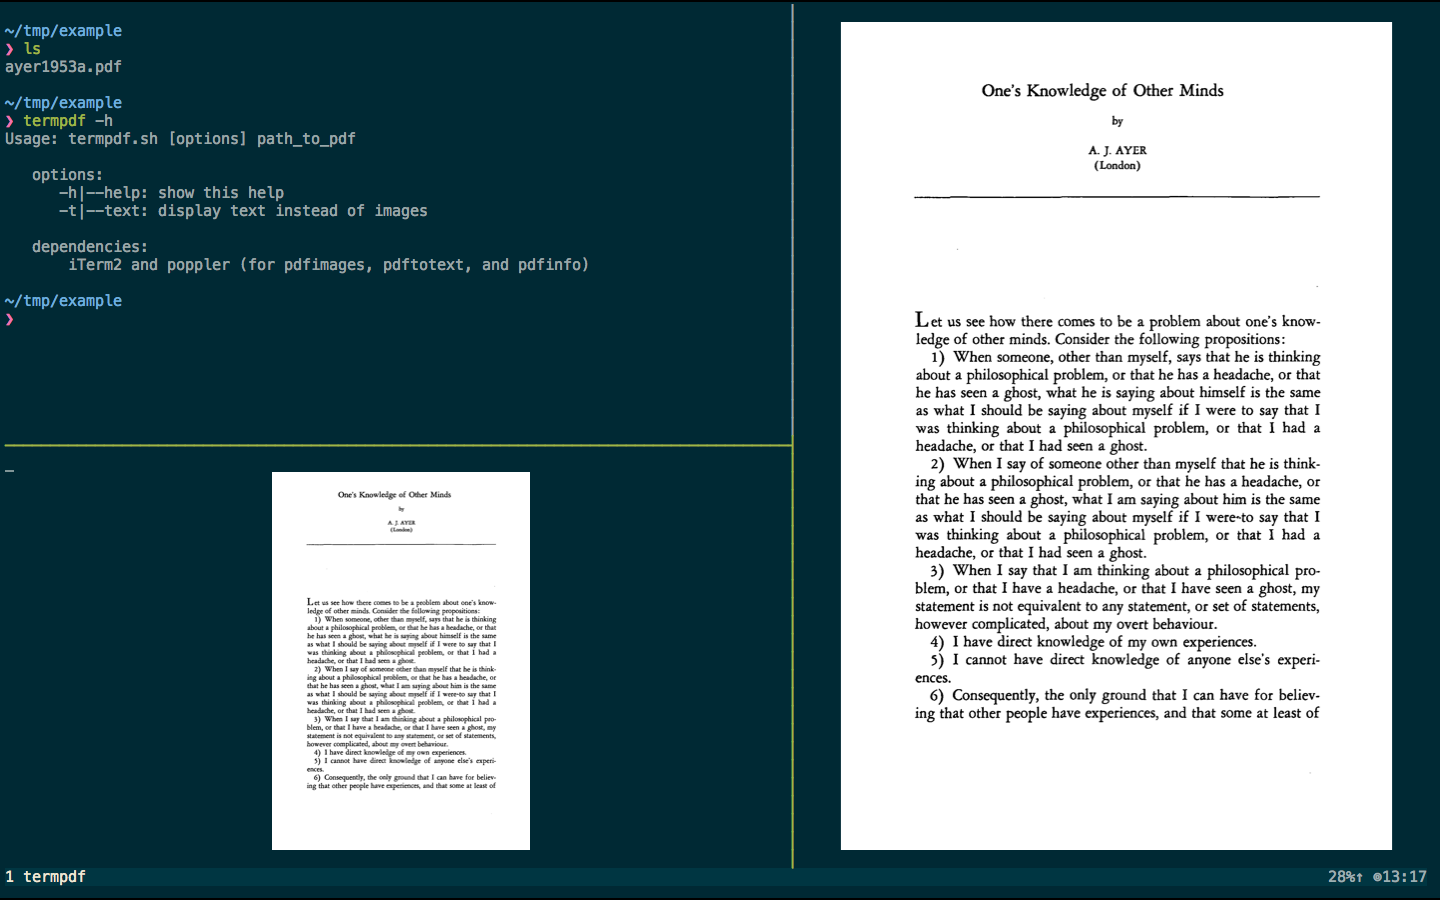 ~/tmp/example
❯ ls
ayer1953a.pdf
~/tmp/example
❯ termpdf -h
Usage: termpdf.sh [options] path_to_pdf
options:
-h|--help: show this help
-t|--text: display text instead of images
dependencies:
iTerm2 and poppler (for pdfimages, pdftotext, and pdfinfo)
~/tmp/example
❯
_
One's Knowledge of Other Minds
by
A. J. AYER
(London)
Let us see how there comes to be a problem about one's know-
ledge of other minds. Consider the following propositions:
1) When someone, other than myself, says that he is thinking
about a philosophical problem, or that he has a headache, or that
he has seen a ghost, what he is saying about himself is the same
as what I should be saying about myself if I were to say that I
was thinking about a philosophical problem, or that I had a
headache, or that I had seen a ghost.
2) When I say of someone other than myself that he is think-
ing about a philosophical problem, or that he has a headache, or
that he has seen a ghost, what I am saying about him is the same
as what I should be saying about myself if I were to say that I
was thinking about a philosophical problem, or that I had a
headache, or that I had seen a ghost.
3) When I say that I am thinking about a philosophical pro-
blem, or that I have a headache, or that I have seen a ghost, my
statement is not equivalent to any statement, or set of statements,
however complicated, about my overt behaviour.
4) I have direct knowledge of my own experiences.
5) I cannot have direct knowledge of anyone else's experi-
ences.
6) Consequently, the only ground that I can have for believ-
ing that other people have experiences, and that some at least of
One's Knowledge of Other Minds
by
A. J. AYER
(London)
Let us see how there comes to be a problem about one's know-
ledge of other minds. Consider the following propositions:
1) When someone, other than myself, says that he is thinking
about a philosophical problem, or that he has a headache, or that
he has seen a ghost, what he is saying about himself is the same
as what I should be saying about myself if I were to say that I
was thinking about a philosophical problem, or that I had a
headache, or that I had seen a ghost.
2) When I say of someone other than myself that he is think-
ing about a philosophical problem, or that he has a headache, or
that he has seen a ghost, what I am saying about him is the same
as what I should be saying about myself if I were to say that I
was thinking about a philosophical problem, or that I had a
headache, or that I had seen a ghost.
3) When I say that I am thinking about a philosophical pro-
blem, or that I have a headache, or that I have seen a ghost, my
statement is not equivalent to any statement, or set of statements,
however complicated, about my overt behaviour.
4) I have direct knowledge of my own experiences.
5) I cannot have direct knowledge of anyone else's experi-
ences.
6) Consequently, the only ground that I can have for believ-
ing that other people have experiences, and that some at least of
1 termpdf
28%↑ ⊙13:17